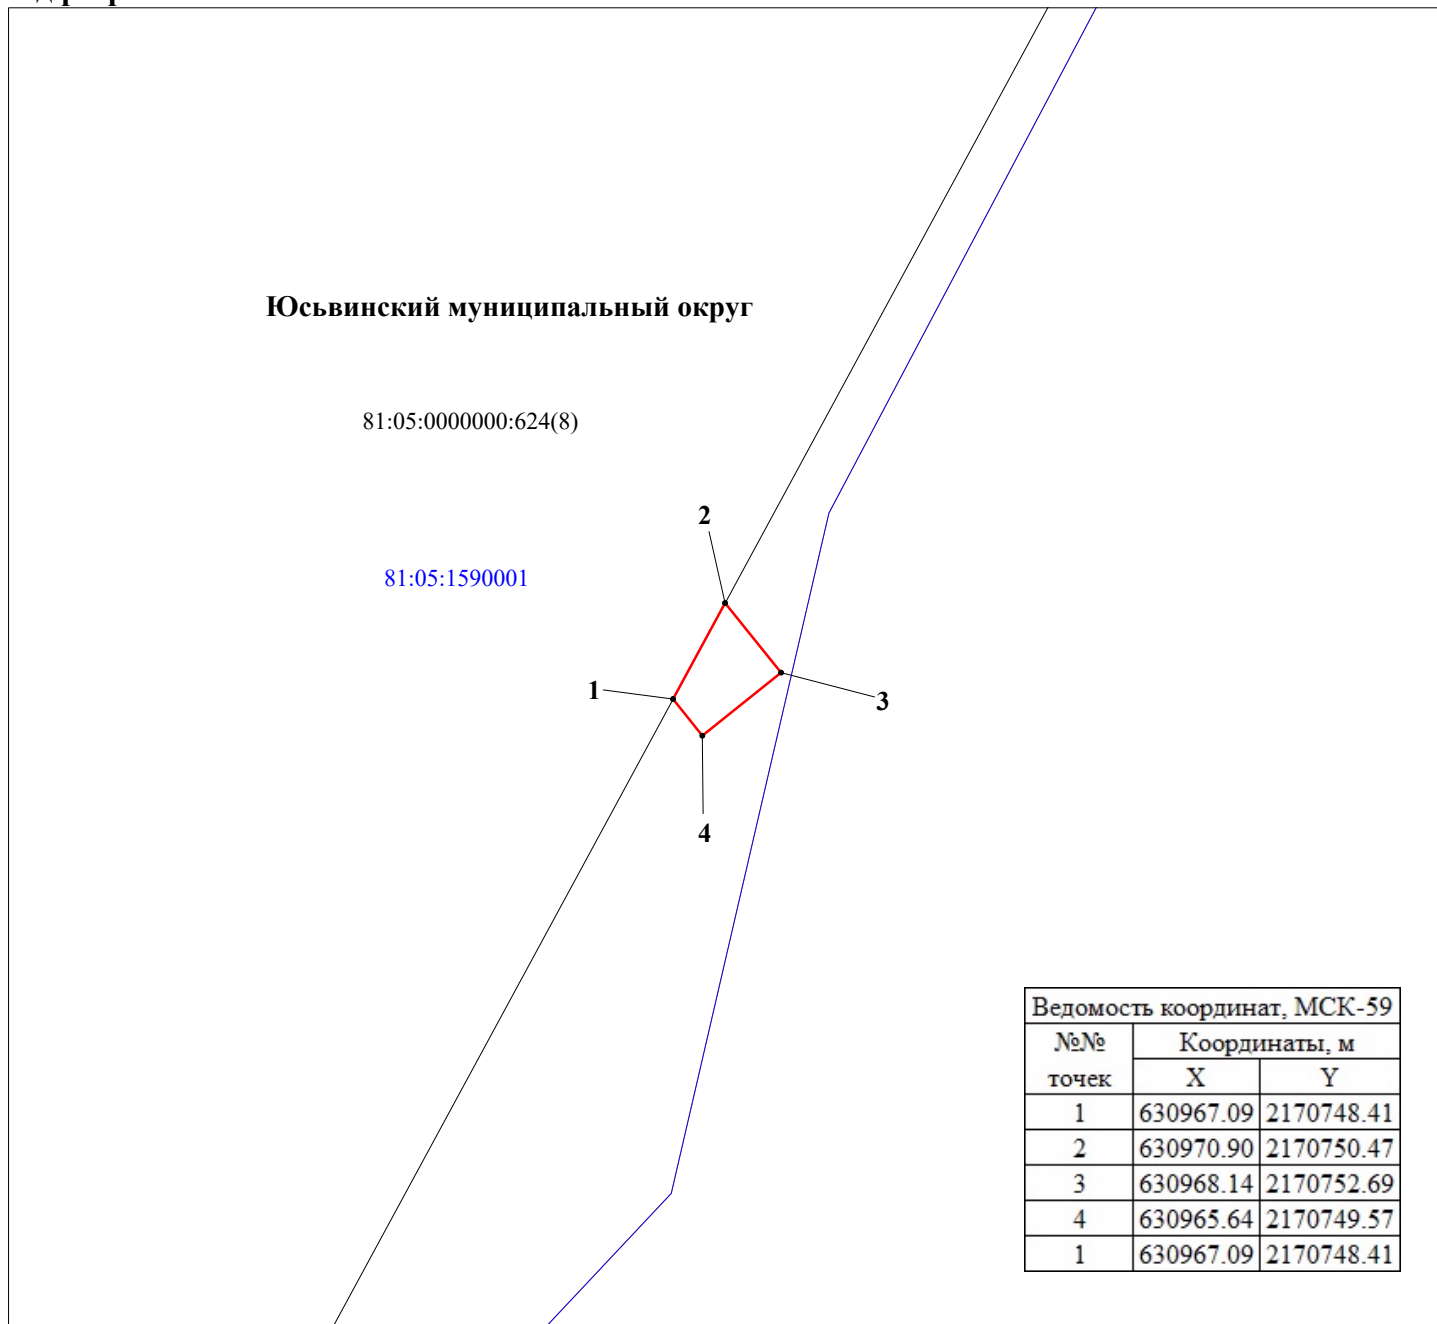 Юсьвинский муниципальный округ
81:05:0000000:624(8)
2
81:05:1590001
1
3
4
Ведомость координат, МСК-59
№№ точек
Координаты, м
X Y
1 630967.09 2170748.41
2 630970.90 2170750.47
3 630968.14 2170752.69
4 630965.64 2170749.57
1 630967.09 2170748.41